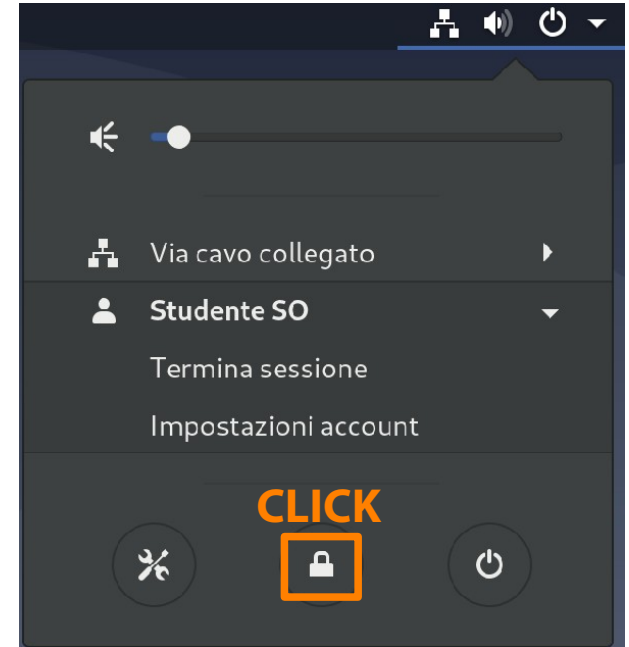 Via cavo collegato
Studente SO
Termina sessione
Impostazioni account
CLICK